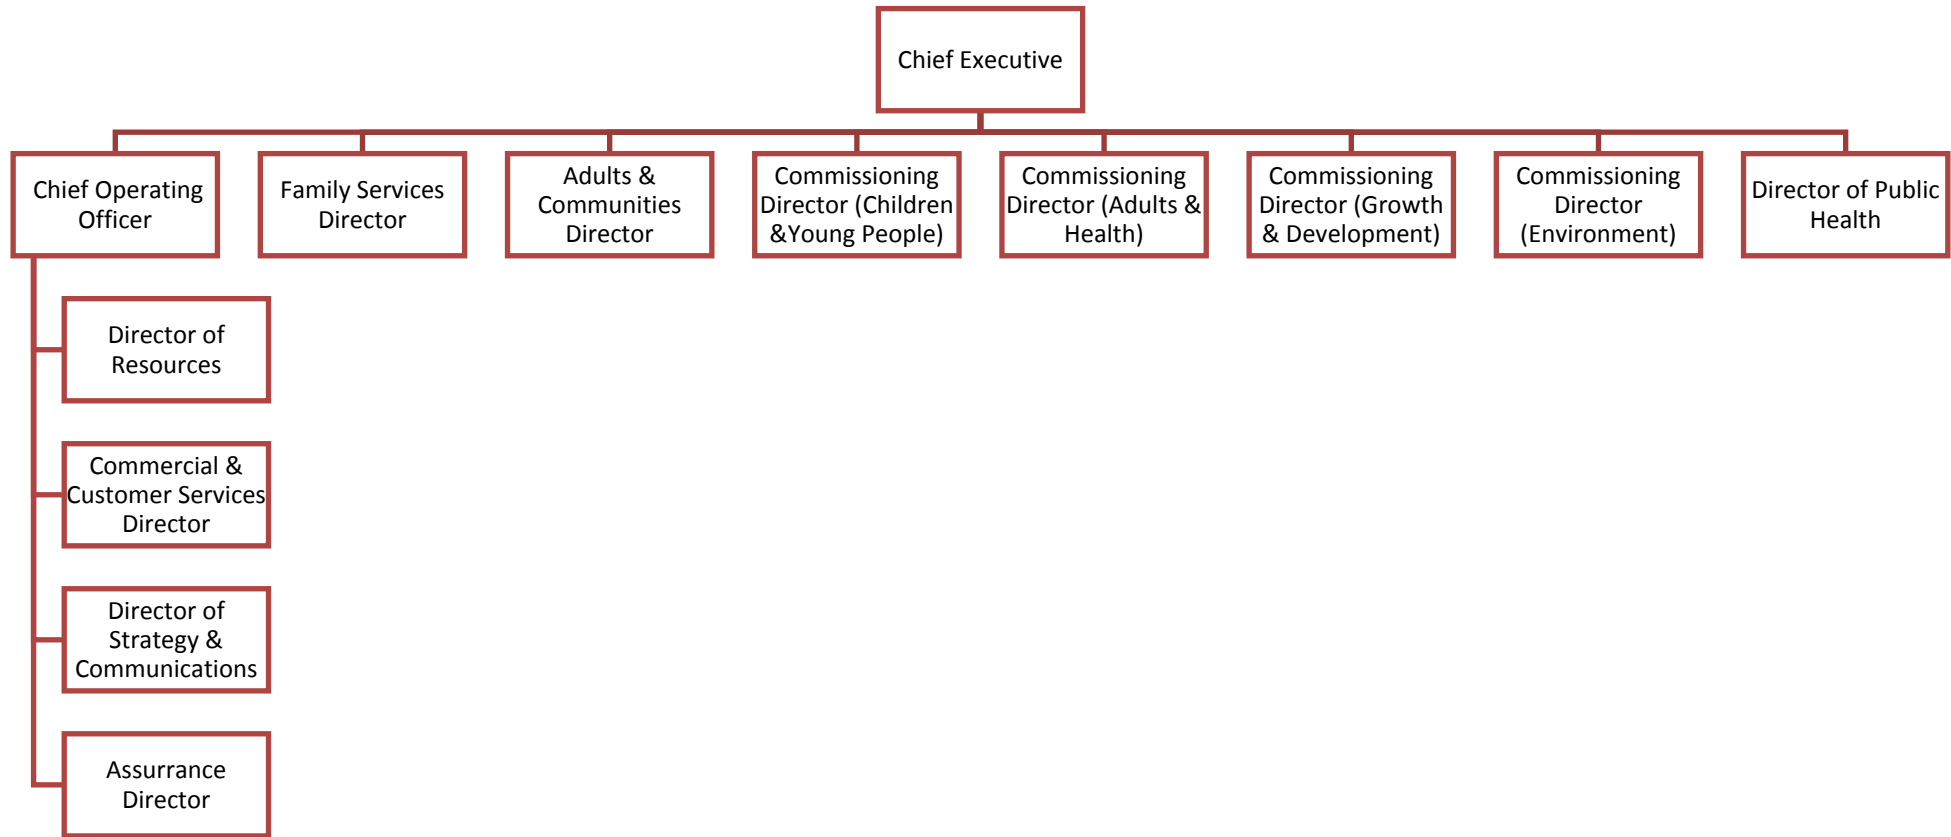 Chief Executive
Chief Operating
Officer
Family Services
Director
Adults &
Communities
Director
Commissioning
Director (Children
&Young People)
Commissioning
Director (Adults &
Health)
Commissioning
Director (Growth
& Development)
Commissioning
Director
(Environment)
Director of Public
Health
Director of
Resources
Commercial &
Customer Services
Director
Director of
Strategy &
Communications
Assurrance
Director